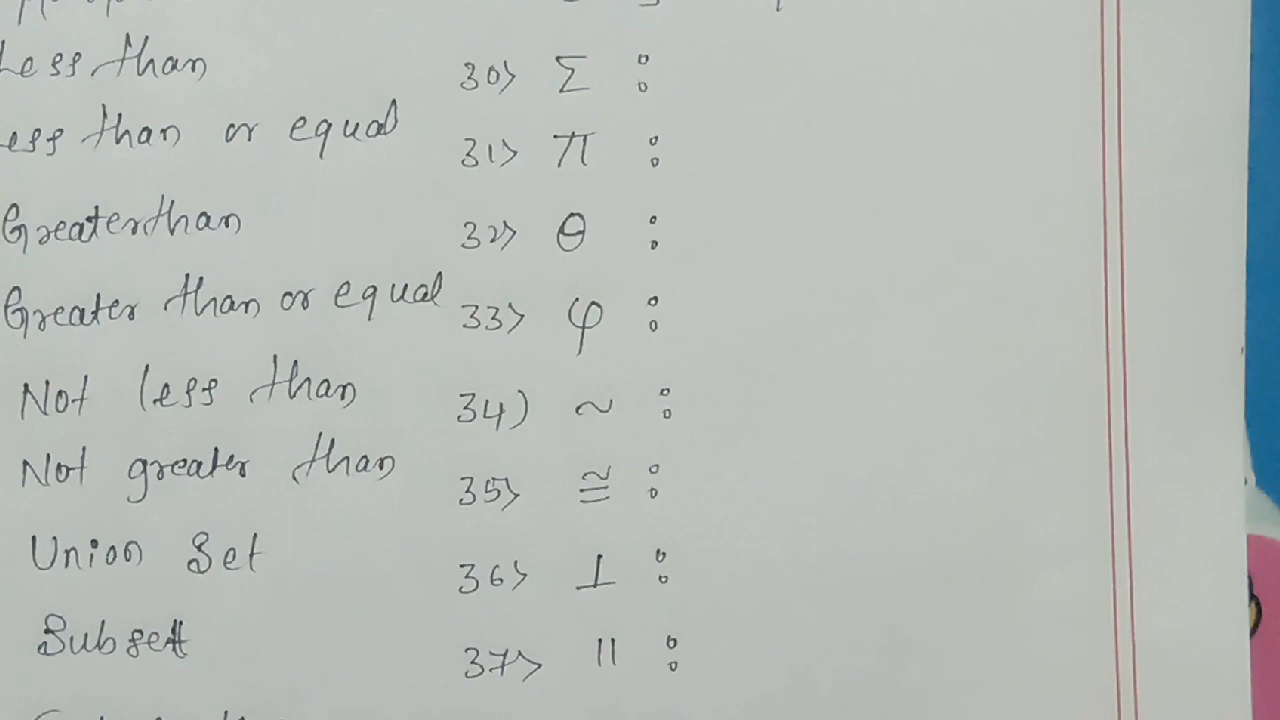 Less than
30) Σ :
Less than or equal
31) π :
Greaterthan
32) θ :
Greater than or equal
33) φ :
Not less than
34) ~ :
Not greater than
35) ≅ :
Union Set
36) ⊥ :
Subset
37) || :